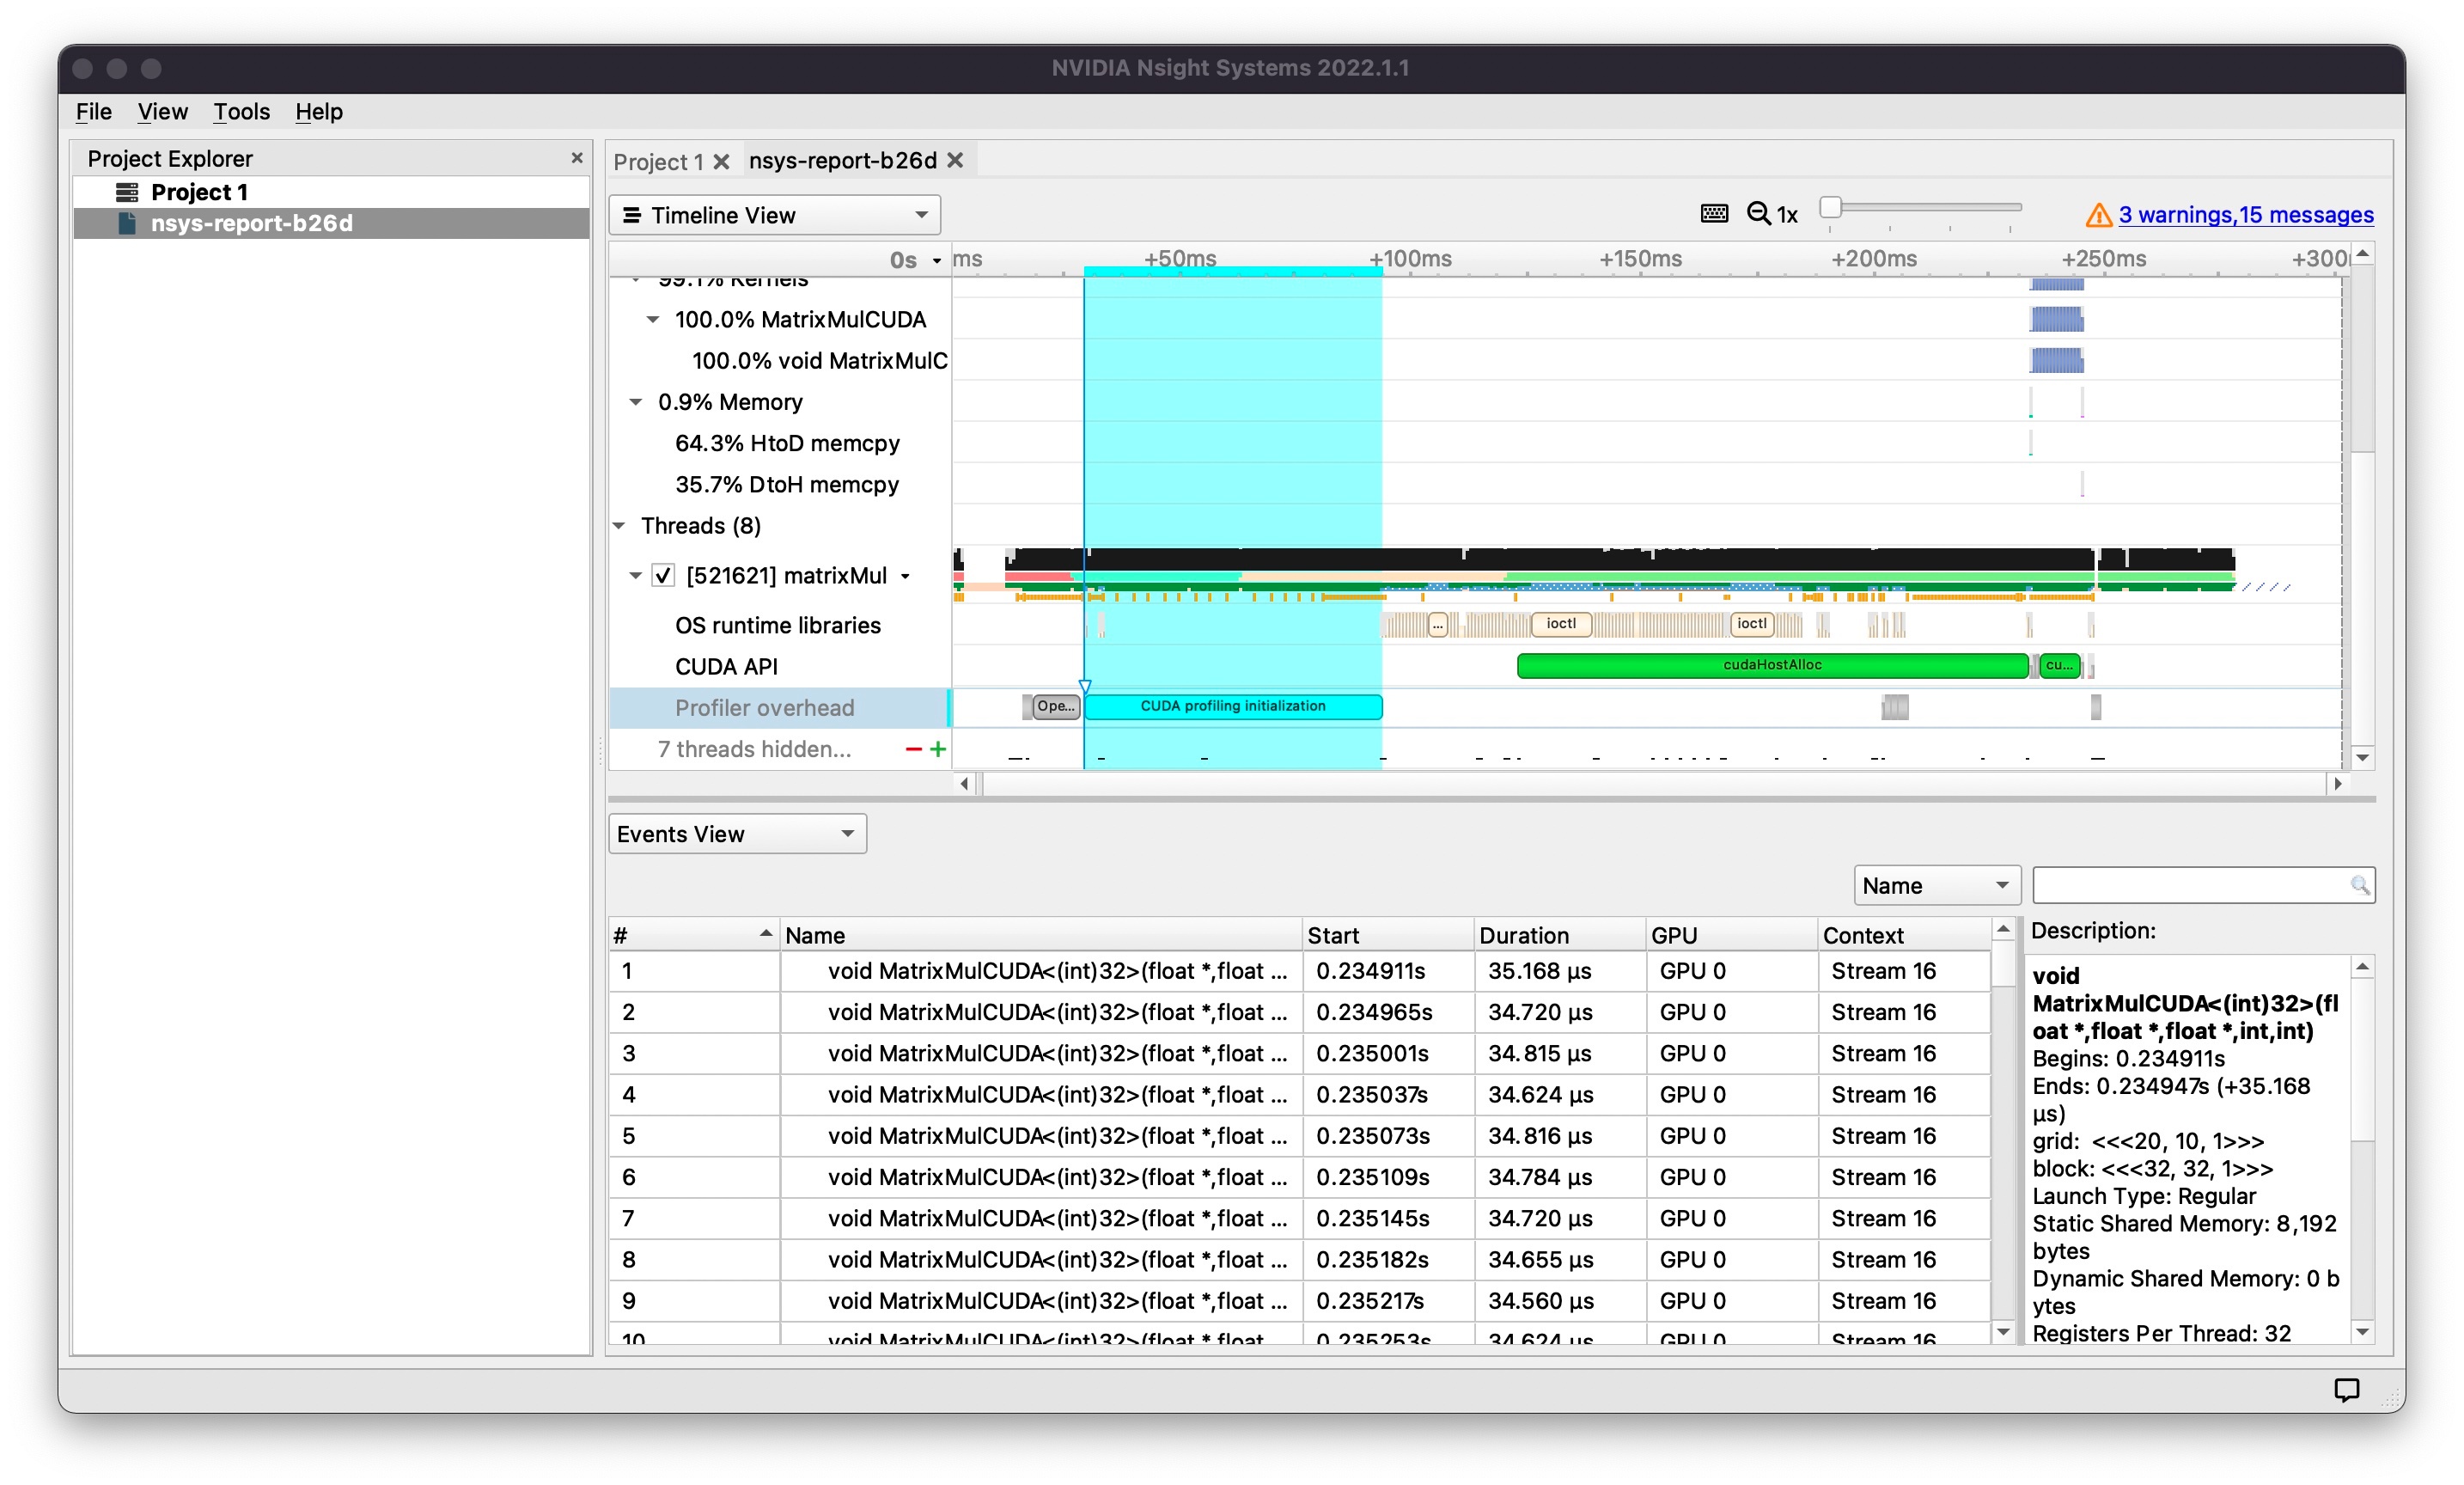 NVIDIA Nsight Systems 2022.1.1
File View Tools Help
Project Explorer
Project 1
nsys-report-b26d
Project 1 nsys-report-b26d
Timeline View
1x
3 warnings,15 messages
0s ms +50ms +100ms +150ms +200ms +250ms +300
99.1% Kernels
100.0% MatrixMulCUDA
100.0% void MatrixMulC
0.9% Memory
64.3% HtoD memcpy
35.7% DtoH memcpy
Threads (8)
[521621] matrixMul
OS runtime libraries ... ioctl ioctl
CUDA API cudaHostAlloc cu...
Profiler overhead Ope... CUDA profiling initialization
7 threads hidden...
Events View
Name
# Name Start Duration GPU Context
1 void MatrixMulCUDA<(int)32>(float *,float ... 0.234911s 35.168 μs GPU 0 Stream 16
2 void MatrixMulCUDA<(int)32>(float *,float ... 0.234965s 34.720 μs GPU 0 Stream 16
3 void MatrixMulCUDA<(int)32>(float *,float ... 0.235001s 34.815 μs GPU 0 Stream 16
4 void MatrixMulCUDA<(int)32>(float *,float ... 0.235037s 34.624 μs GPU 0 Stream 16
5 void MatrixMulCUDA<(int)32>(float *,float ... 0.235073s 34.816 μs GPU 0 Stream 16
6 void MatrixMulCUDA<(int)32>(float *,float ... 0.235109s 34.784 μs GPU 0 Stream 16
7 void MatrixMulCUDA<(int)32>(float *,float ... 0.235145s 34.720 μs GPU 0 Stream 16
8 void MatrixMulCUDA<(int)32>(float *,float ... 0.235182s 34.655 μs GPU 0 Stream 16
9 void MatrixMulCUDA<(int)32>(float *,float ... 0.235217s 34.560 μs GPU 0 Stream 16
10 void MatrixMulCUDA<(int)32>(float *,float ... 0.235253s 34.624 μs GPU 0 Stream 16
Description:
void
MatrixMulCUDA<(int)32>(fl
oat *,float *,float *,int,int)
Begins: 0.234911s
Ends: 0.234947s (+35.168
μs)
grid: <<<20, 10, 1>>>
block: <<<32, 32, 1>>>
Launch Type: Regular
Static Shared Memory: 8,192
bytes
Dynamic Shared Memory: 0 b
ytes
Registers Per Thread: 32